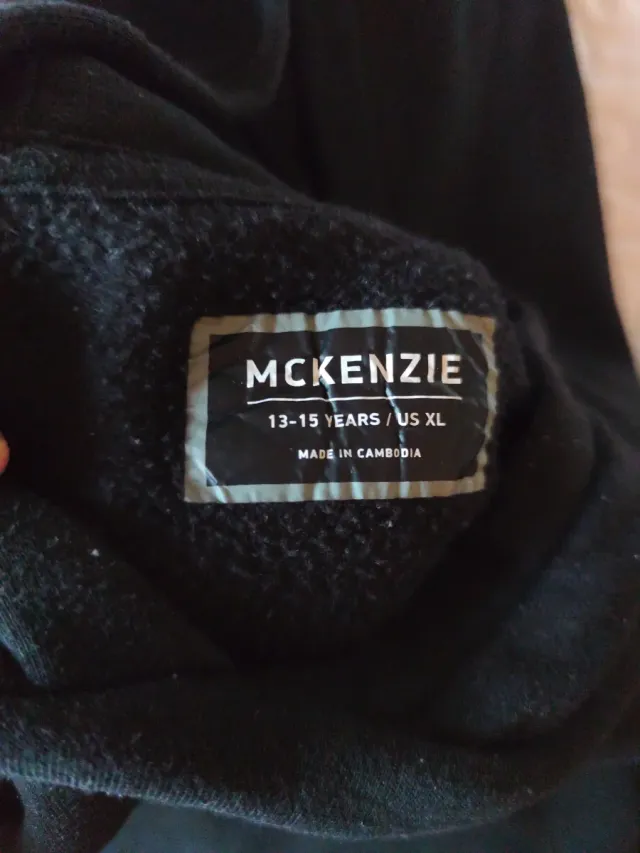 MCKENZIE
13-15 YEARS / US XL
MADE IN CAMBODIA